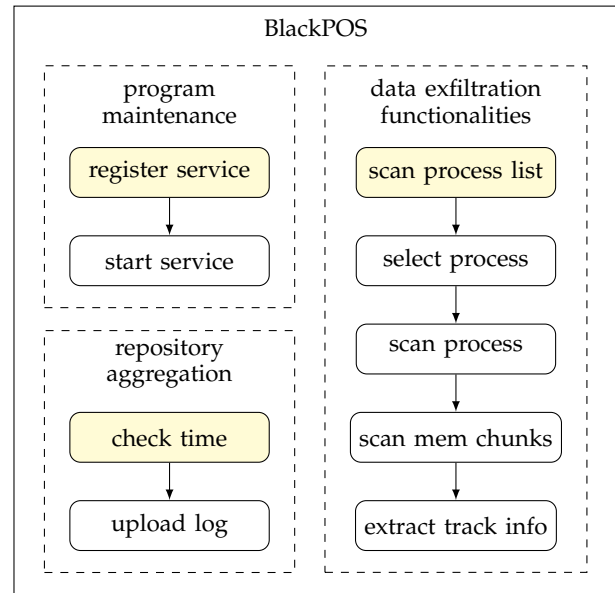 BlackPOS
program
maintenance
register service
start service
repository
aggregation
check time
upload log
data exfiltration
functionalities
scan process list
select process
scan process
scan mem chunks
extract track info